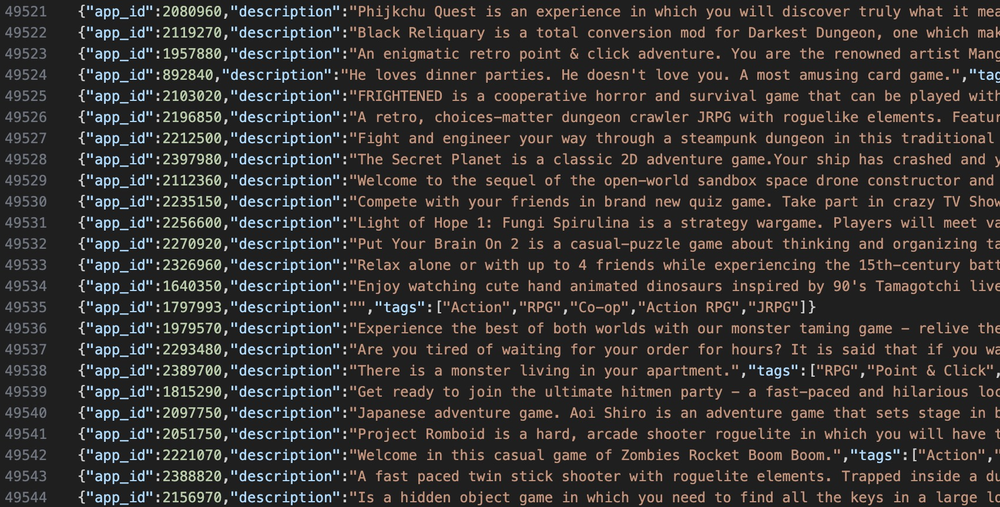 49521 {"app_id":2080960,"description":"Phijkchu Quest is an experience in which you will discover truly what it mea
49522 {"app_id":2119270,"description":"Black Reliquary is a total conversion mod for Darkest Dungeon, one which mak
49523 {"app_id":1957880,"description":"An enigmatic retro point & click adventure. You are the renowned artist Mang
49524 {"app_id":892840,"description":"He loves dinner parties. He doesn't love you. A most amusing card game.","tag
49525 {"app_id":2103020,"description":"FRIGHTENED is a cooperative horror and survival game that can be played with
49526 {"app_id":2196850,"description":"A retro, choices-matter dungeon crawler JRPG with roguelike elements. Featur
49527 {"app_id":2212500,"description":"Fight and engineer your way through a steampunk dungeon in this traditional
49528 {"app_id":2397980,"description":"The Secret Planet is a classic 2D adventure game.Your ship has crashed and y
49529 {"app_id":2112360,"description":"Welcome to the sequel of the open-world sandbox space drone constructor and
49530 {"app_id":2235150,"description":"Compete with your friends in brand new quiz game. Take part in crazy TV Show
49531 {"app_id":2256600,"description":"Light of Hope 1: Fungi Spirulina is a strategy wargame. Players will meet va
49532 {"app_id":2270920,"description":"Put Your Brain On 2 is a casual-puzzle game about thinking and organizing ta
49533 {"app_id":2326960,"description":"Relax alone or with up to 4 friends while experiencing the 15th-century batt
49534 {"app_id":1640350,"description":"Enjoy watching cute hand animated dinosaurs inspired by 90's Tamagotchi live
49535 {"app_id":1797993,"description":"","tags":["Action","RPG","Co-op","Action RPG","JRPG"]}
49536 {"app_id":1979570,"description":"Experience the best of both worlds with our monster taming game – relive the
49537 {"app_id":2293480,"description":"Are you tired of waiting for your order for hours? It is said that if you wa
49538 {"app_id":2389700,"description":"There is a monster living in your apartment.","tags":["RPG","Point & Click",
49539 {"app_id":1815290,"description":"Get ready to join the ultimate hitmen party – a fast-paced and hilarious loc
49540 {"app_id":2097750,"description":"Japanese adventure game. Aoi Shiro is an adventure game that sets stage in b
49541 {"app_id":2051750,"description":"Project Romboid is a hard, arcade shooter roguelite in which you will have t
49542 {"app_id":2221070,"description":"Welcome in this casual game of Zombies Rocket Boom Boom.","tags":["Action","
49543 {"app_id":2388820,"description":"A fast paced twin stick shooter with roguelite elements. Trapped inside a du
49544 {"app_id":2156970,"description":"Is a hidden object game in which you need to find all the keys in a large lo